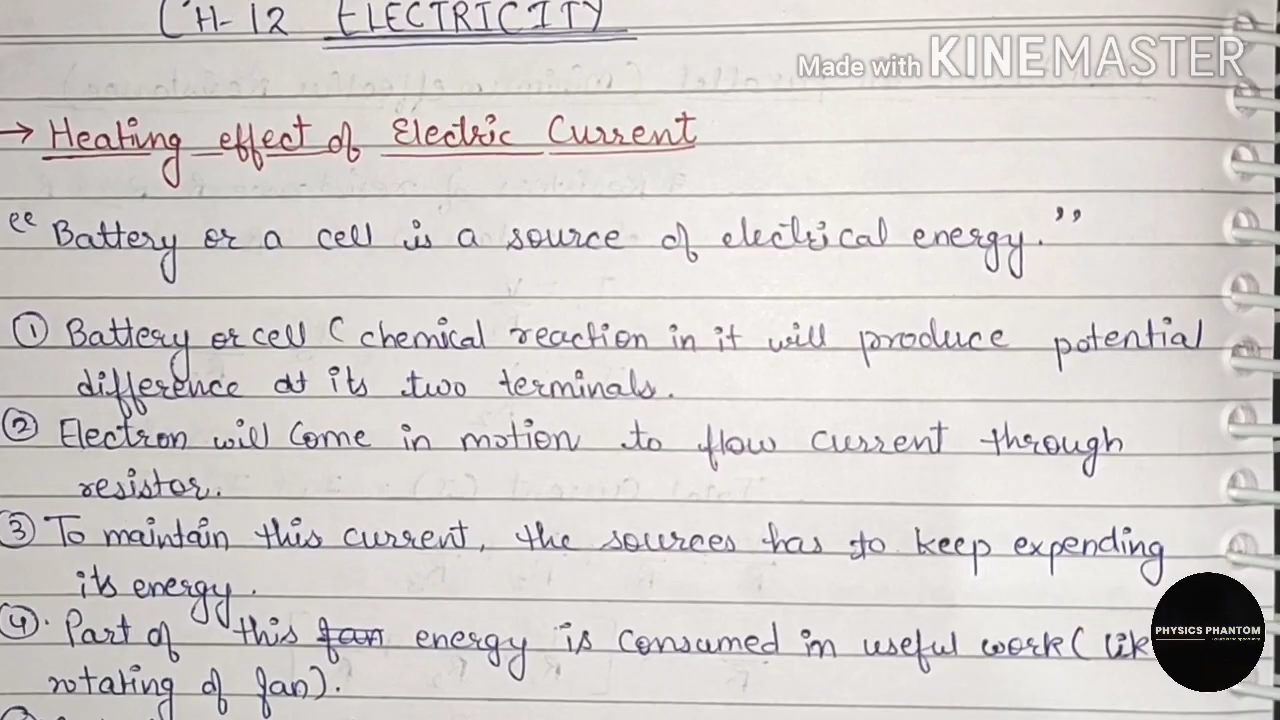 CH-12 ELECTRICITY
Made with KINEMASTER
→ Heating effect of Electric Current
“ Battery or a cell is a source of electrical energy. ”
① Battery or cell ( chemical reaction in it will produce potential
difference at its two terminals.
② Electron will come in motion to flow current through
resistor.
③ To maintain this current, the sources has to keep expending
its energy.
④. Part of this fan energy is consumed in useful work ( lik
rotating of fan).
PHYSICS PHANTOM